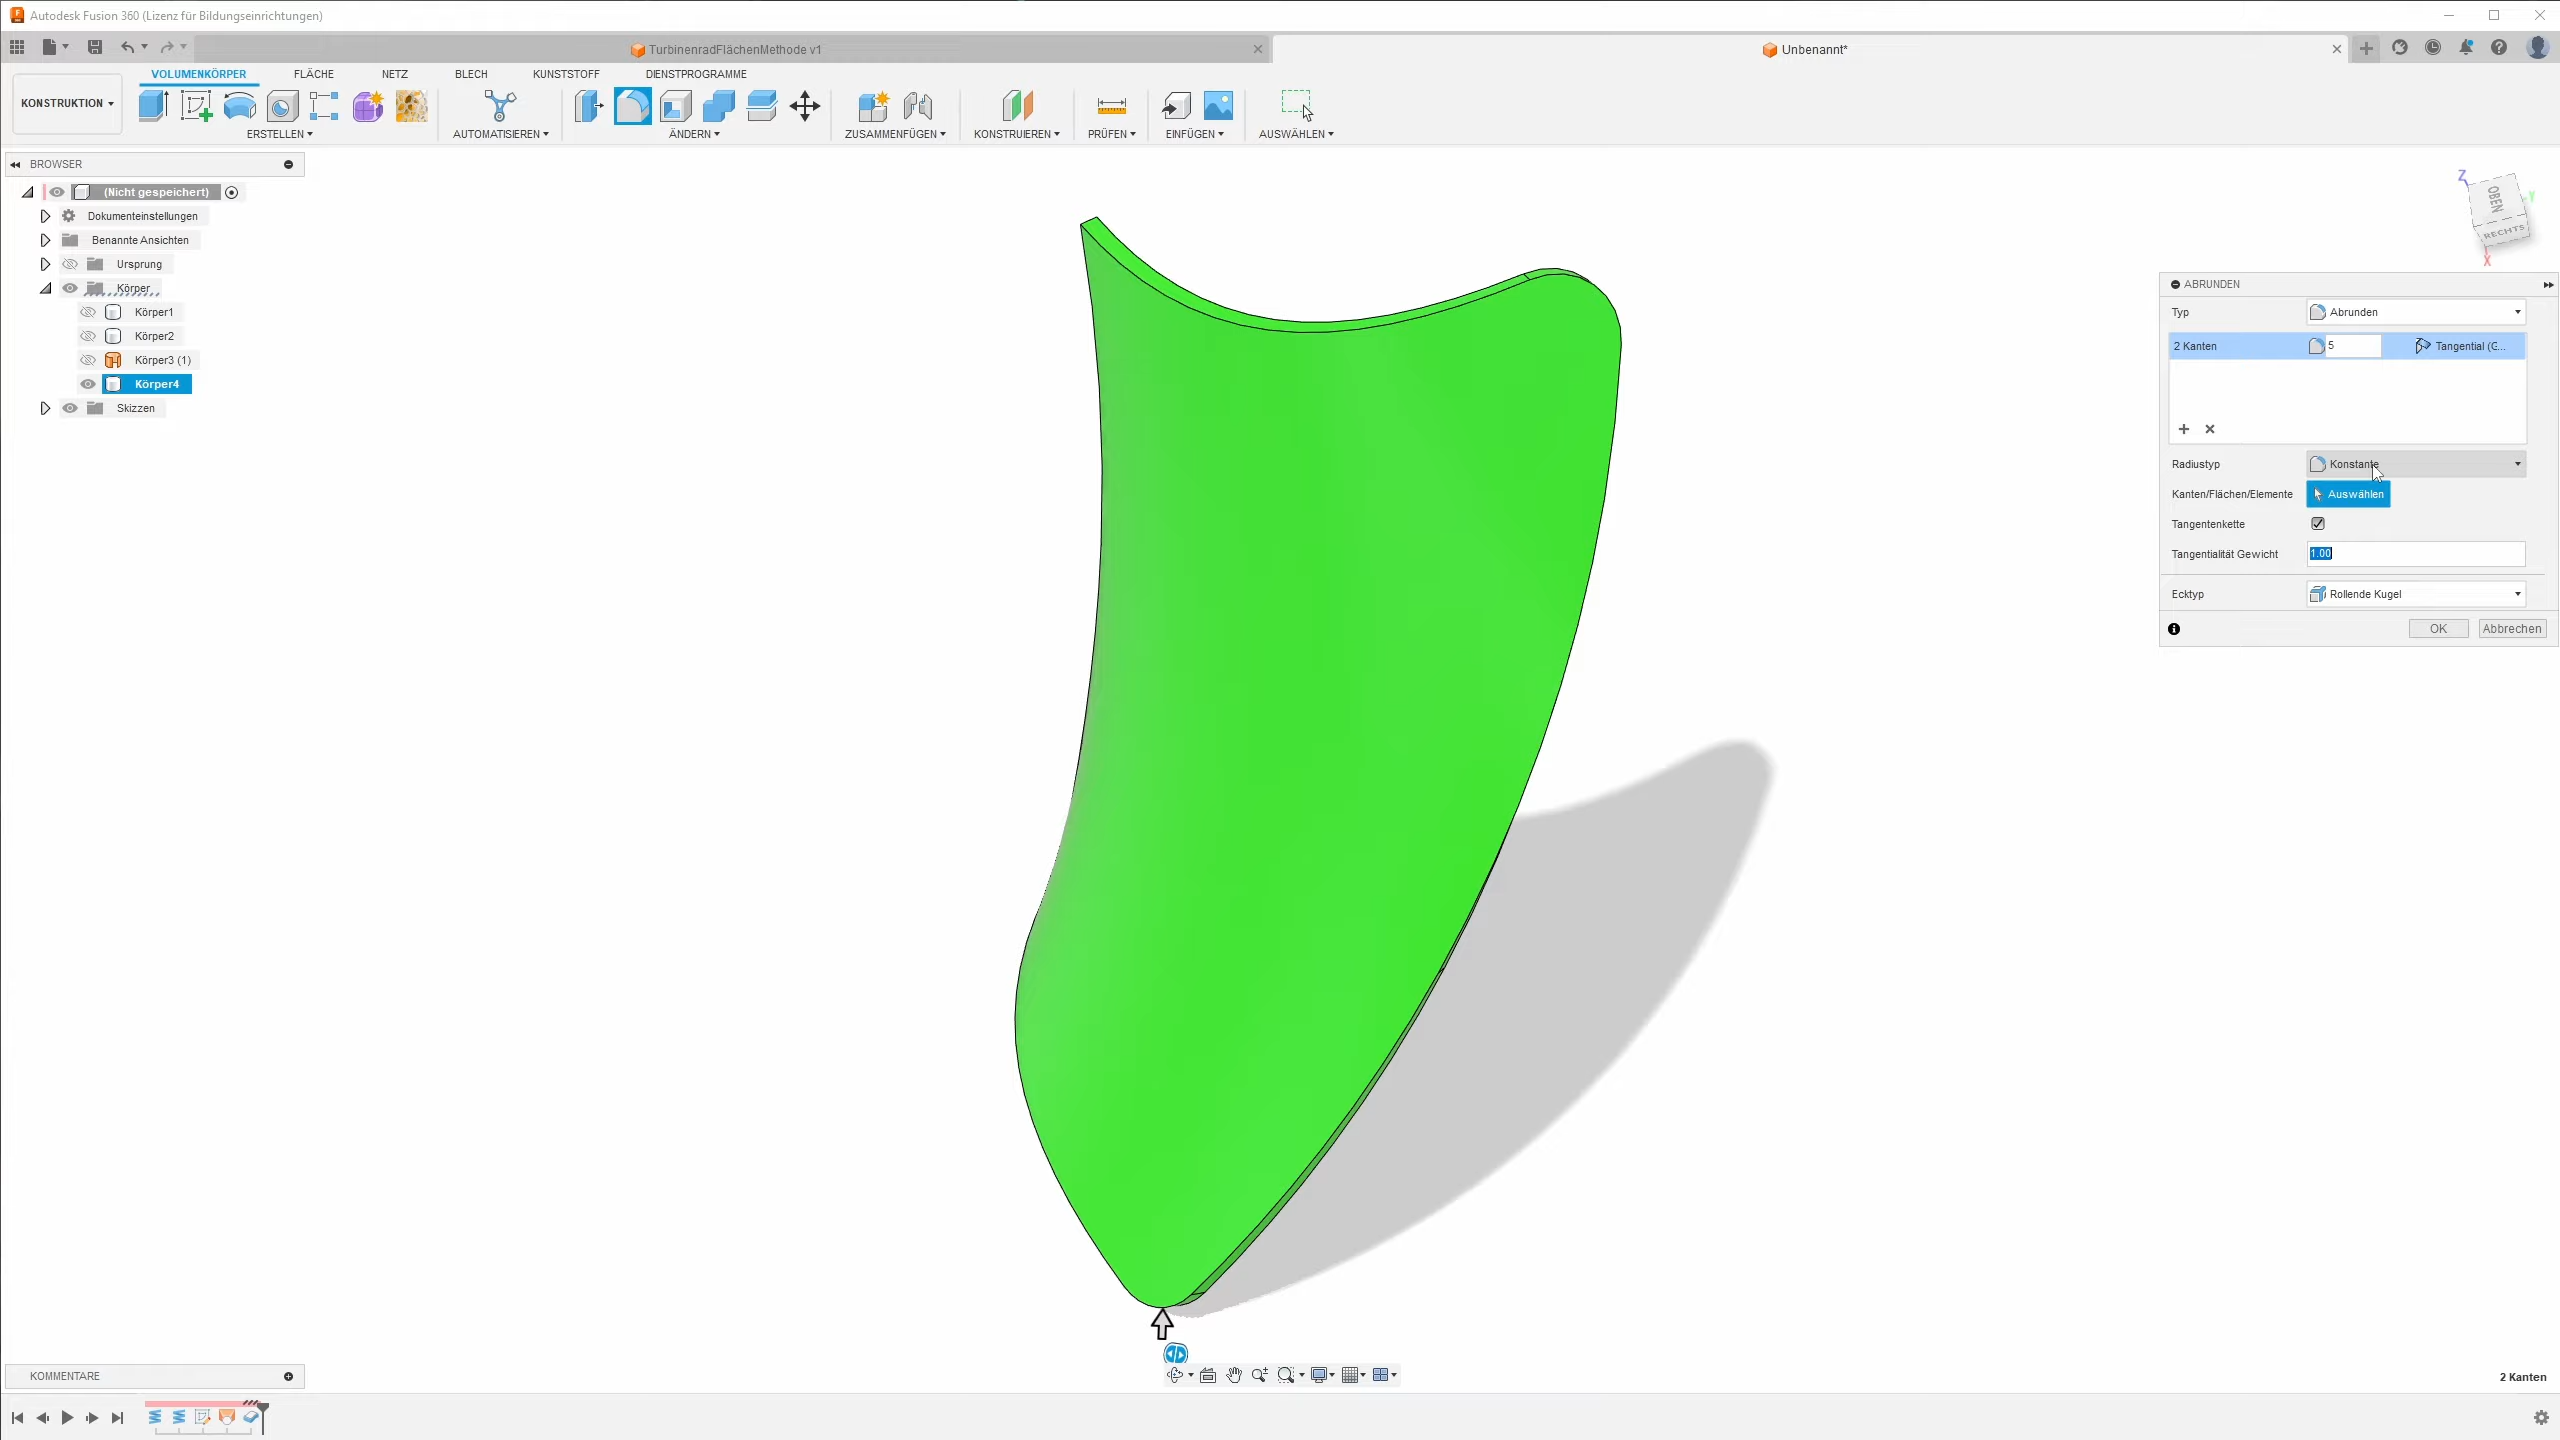 Autodesk Fusion 360 (Lizenz für Bildungseinrichtungen)
TurbinenradFlächenMethode v1
Unbenannt*
KONSTRUKTION
VOLUMENKÖRPER FLÄCHE NETZ BLECH KUNSTSTOFF DIENSTPROGRAMME
ERSTELLEN AUTOMATISIEREN ÄNDERN ZUSAMMENFÜGEN KONSTRUIEREN PRÜFEN EINFÜGEN AUSWÄHLEN
BROWSER
(Nicht gespeichert)
Dokumenteinstellungen
Benannte Ansichten
Ursprung
Körper
Körper1
Körper2
Körper3 (1)
Körper4
Skizzen
Z
Y
OBEN
RECHTS
X
ABRUNDEN
Typ Abrunden
2 Kanten 5 Tangential (G...
Radiustyp Konstante
Kanten/Flächen/Elemente Auswählen
Tangentenkette
Tangentialität Gewicht 1.00
Ecktyp Rollende Kugel
OK Abbrechen
KOMMENTARE
2 Kanten